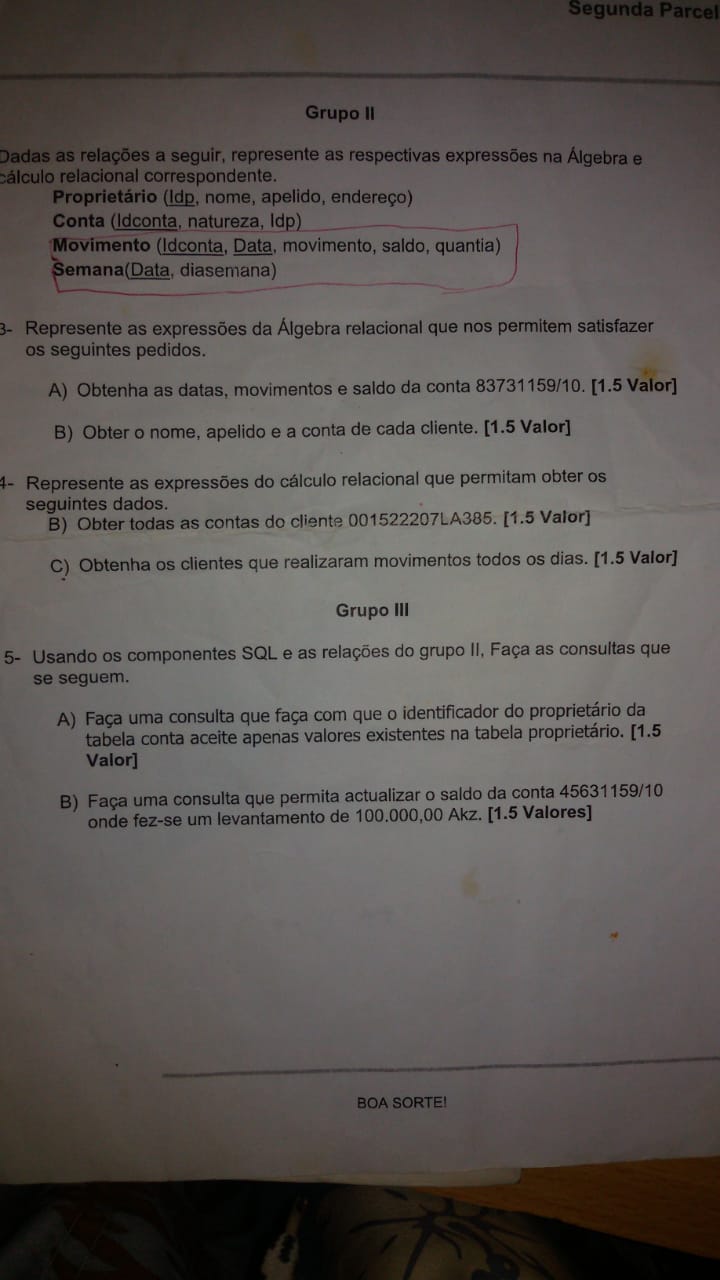 Segunda Parcel
Grupo II
Dadas as relações a seguir, represente as respectivas expressões na Álgebra e
cálculo relacional correspondente.
Proprietário (Idp, nome, apelido, endereço)
Conta (Idconta, natureza, Idp)
Movimento (Idconta, Data, movimento, saldo, quantia)
Semana(Data, diasemana)
3- Represente as expressões da Álgebra relacional que nos permitem satisfazer
os seguintes pedidos.
A) Obtenha as datas, movimentos e saldo da conta 83731159/10. [1.5 Valor]
B) Obter o nome, apelido e a conta de cada cliente. [1.5 Valor]
4- Represente as expressões do cálculo relacional que permitam obter os
seguintes dados.
B) Obter todas as contas do cliente 001522207LA385. [1.5 Valor]
C) Obtenha os clientes que realizaram movimentos todos os dias. [1.5 Valor]
Grupo III
5- Usando os componentes SQL e as relações do grupo II, Faça as consultas que
se seguem.
A) Faça uma consulta que faça com que o identificador do proprietário da
tabela conta aceite apenas valores existentes na tabela proprietário. [1.5
Valor]
B) Faça uma consulta que permita actualizar o saldo da conta 45631159/10
onde fez-se um levantamento de 100.000,00 Akz. [1.5 Valores]
BOA SORTE!